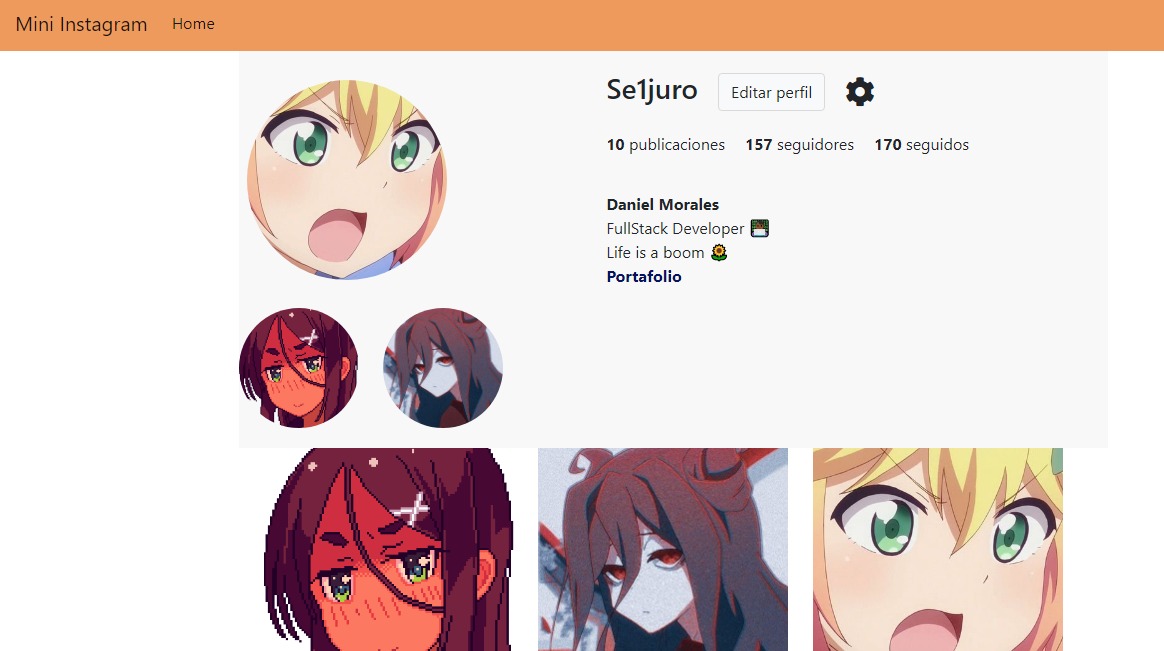 Mini Instagram Home
Se1juro Editar perfil
10 publicaciones 157 seguidores 170 seguidos
Daniel Morales
FullStack Developer
Life is a boom 🌻
Portafolio